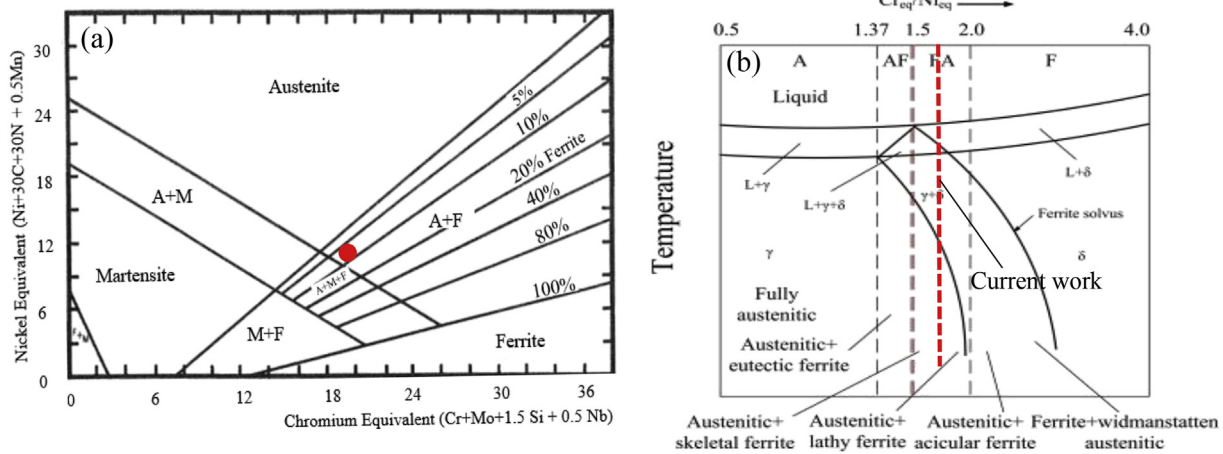 (a)
Nickel Equivalent (Ni+30C+30N + 0.5Mn)
30
24
18
12
6
0
0
6
12
18
24
30
36
Chromium Equivalent (Cr+Mo+1.5 Si + 0.5 Nb)
Austenite
A+M
Martensite
M+F
A+M+F
A+F
Ferrite
5%
10%
20% Ferrite
40%
80%
100%
(b)
Creq/Nieq
0.5
1.37
1.5
2.0
4.0
A
AF
FA
F
Liquid
Temperature
L+γ
L+γ+δ
γ+δ
L+δ
Ferrite solvus
γ
δ
Current work
Fully
austenitic
Austenitic+
eutectic ferrite
Austenitic+
skeletal ferrite
Austenitic+
lathy ferrite
Austenitic+
acicular ferrite
Ferrite+widmanstatten
austenitic